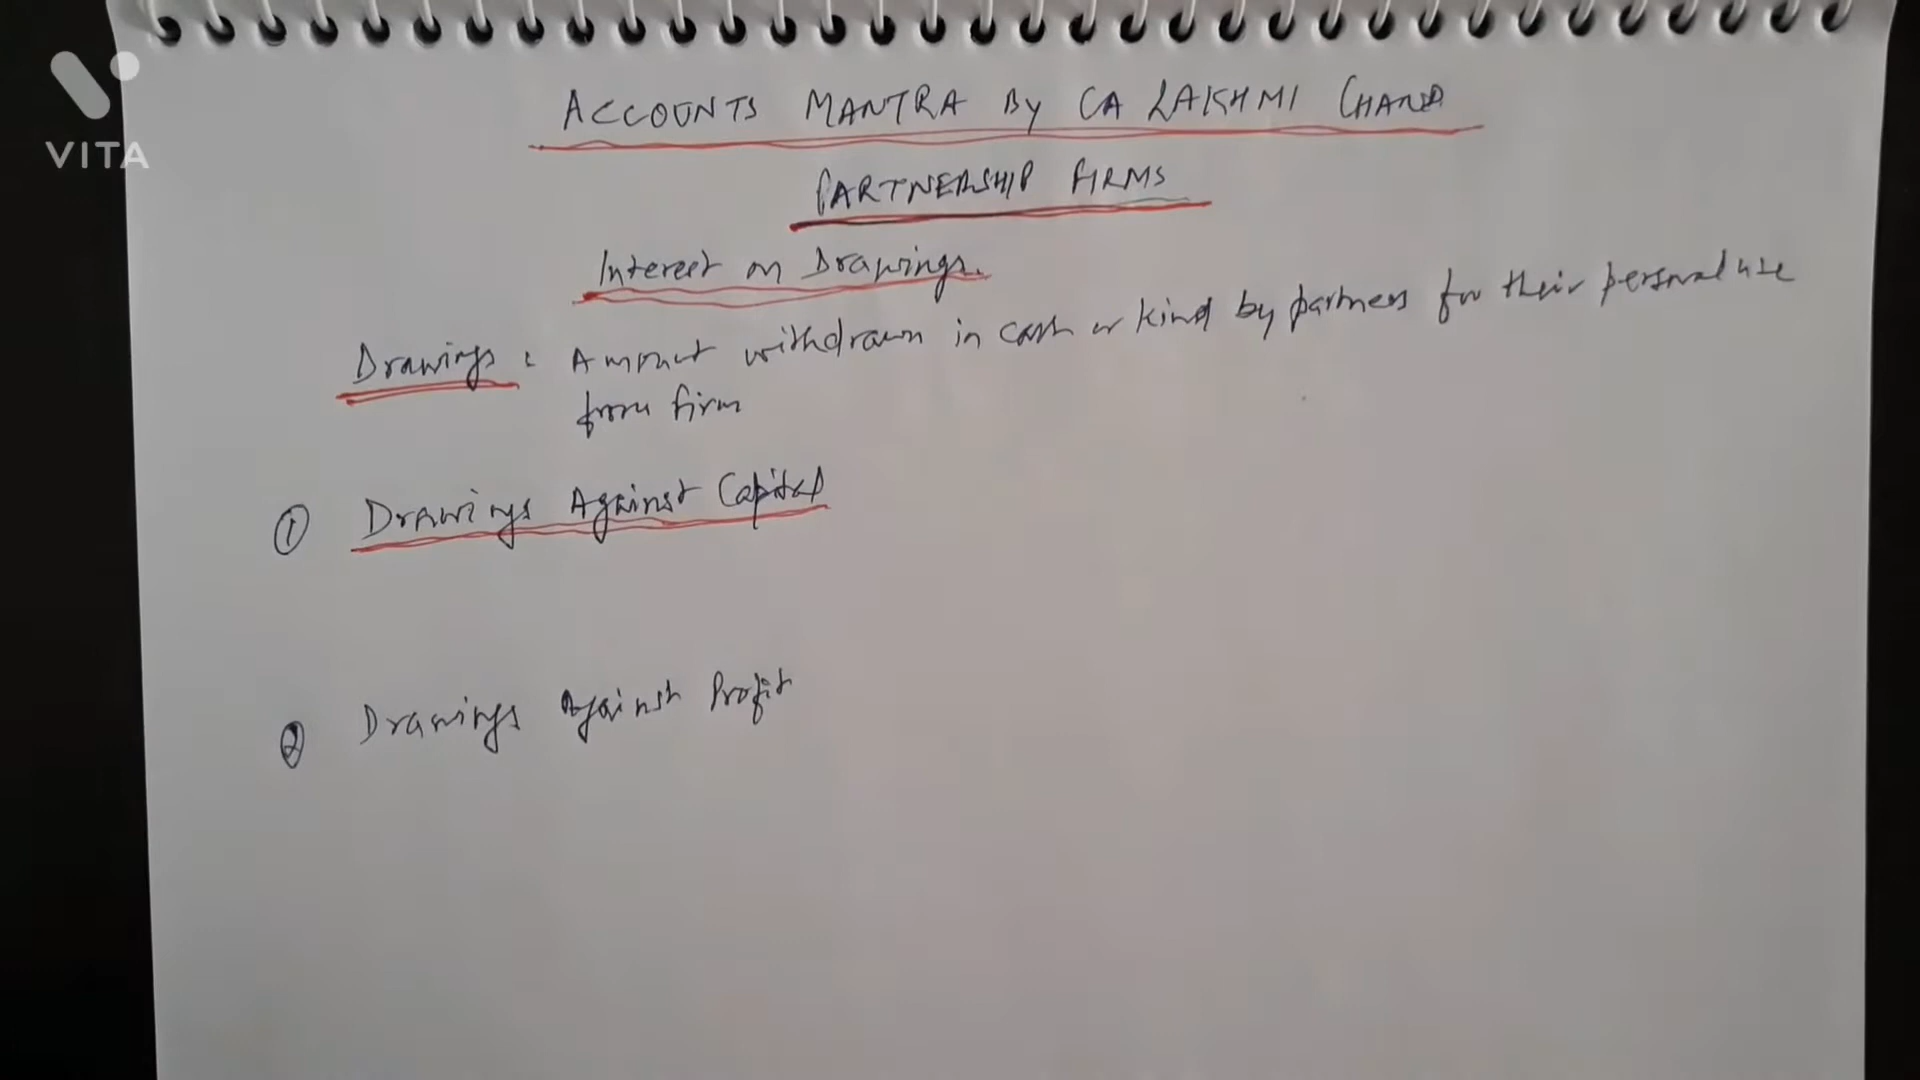 VITA
ACCOUNTS MANTRA By CA LAKHMI CHAND
PARTNERSHIP FIRMS
Interest on Drawings.
Drawings : Amount withdrawn in cash or kind by partners for their personal use
from firm
① Drawings Against Capital
② Drawings Against Profit